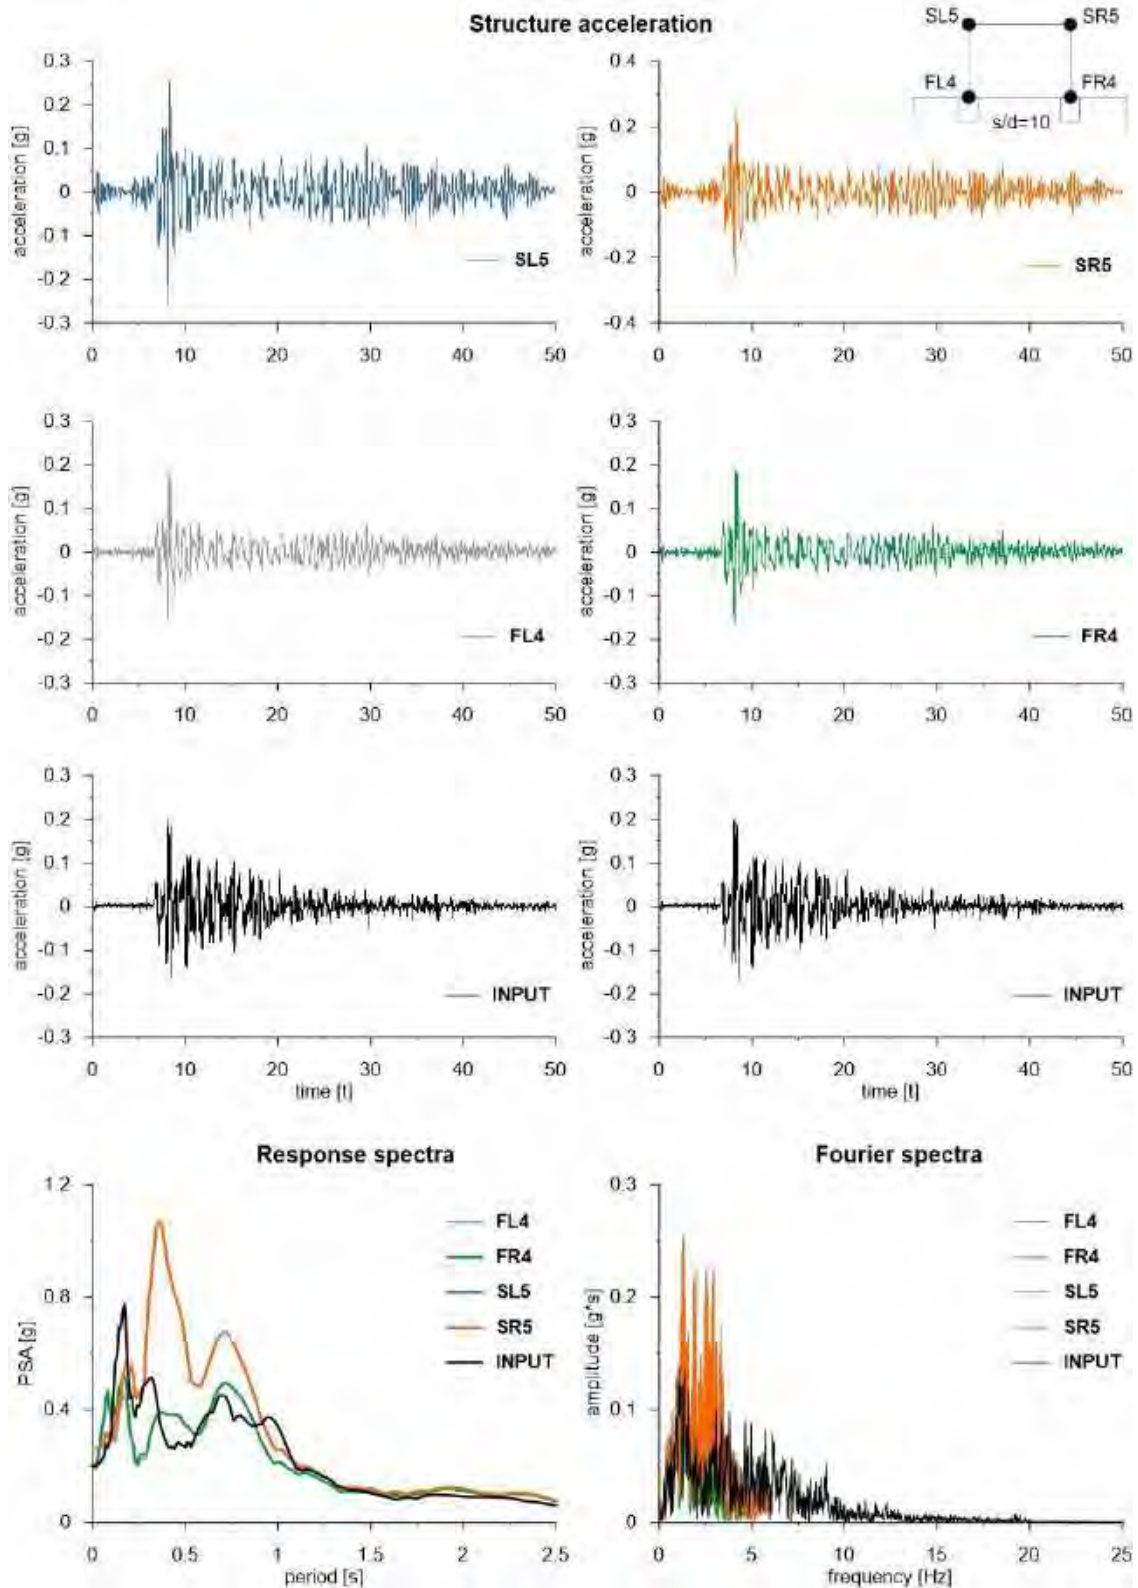 Structure acceleration
SL5 SR5
FL4 FR4
s/d=10
0.3
0.2
0.1
0
-0.1
-0.2
-0.3
acceleration [g]
SL5
0 10 20 30 40 50
0.4
0.2
0
-0.2
-0.4
acceleration [g]
SR5
0 10 20 30 40 50
0.3
0.2
0.1
0
-0.1
-0.2
-0.3
acceleration [g]
FL4
0 10 20 30 40 50
0.3
0.2
0.1
0
-0.1
-0.2
-0.3
acceleration [g]
FR4
0 10 20 30 40 50
0.3
0.2
0.1
0
-0.1
-0.2
-0.3
acceleration [g]
INPUT
0 10 20 30 40 50
time [t]
0.3
0.2
0.1
0
-0.1
-0.2
-0.3
acceleration [g]
INPUT
0 10 20 30 40 50
time [t]
Response spectra
1.2
0.8
0.4
0
PSA [g]
FL4
FR4
SL5
SR5
INPUT
0 0.5 1 1.5 2 2.5
period [s]
Fourier spectra
0.3
0.2
0.1
0
amplitude [g*s]
FL4
FR4
SL5
SR5
INPUT
0 5 10 15 20 25
frequency [Hz]